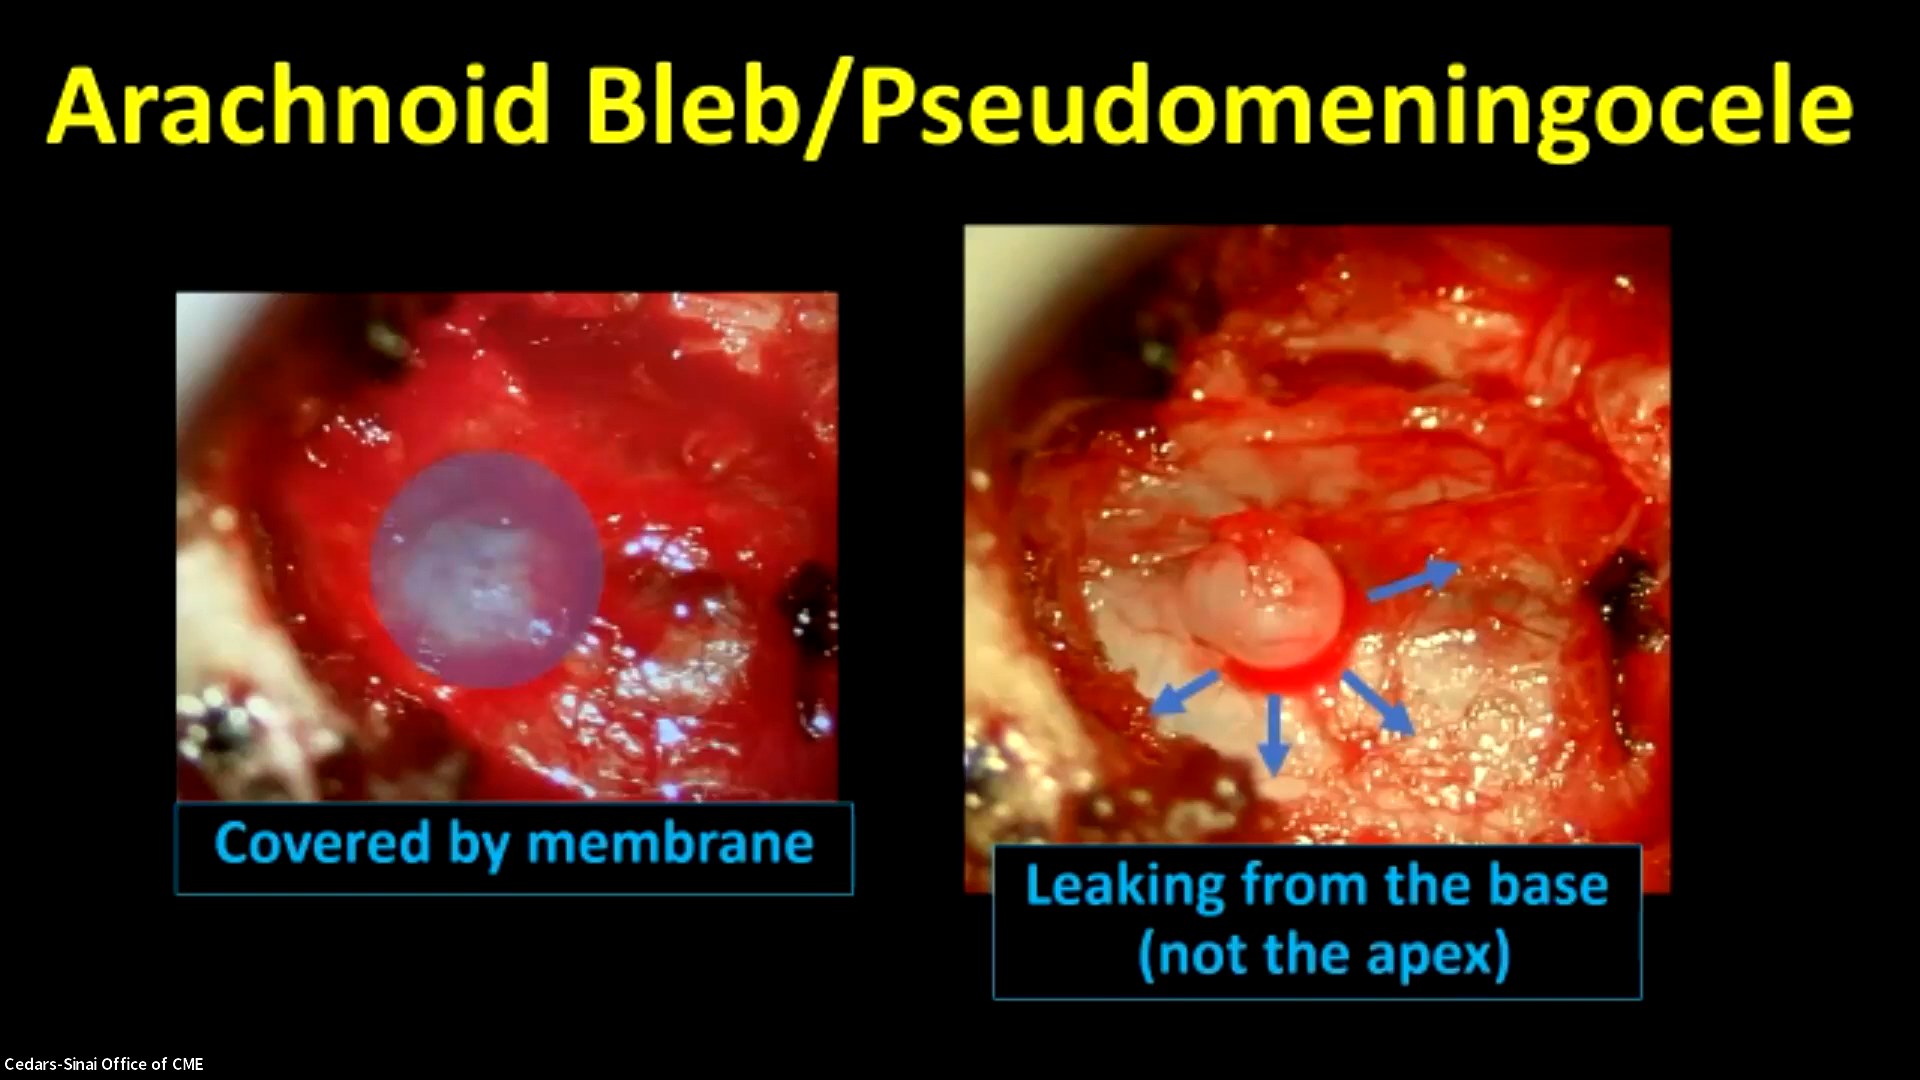 Arachnoid Bleb/Pseudomeningocele
Covered by membrane
Leaking from the base
(not the apex)
Cedars-Sinai Office of CME